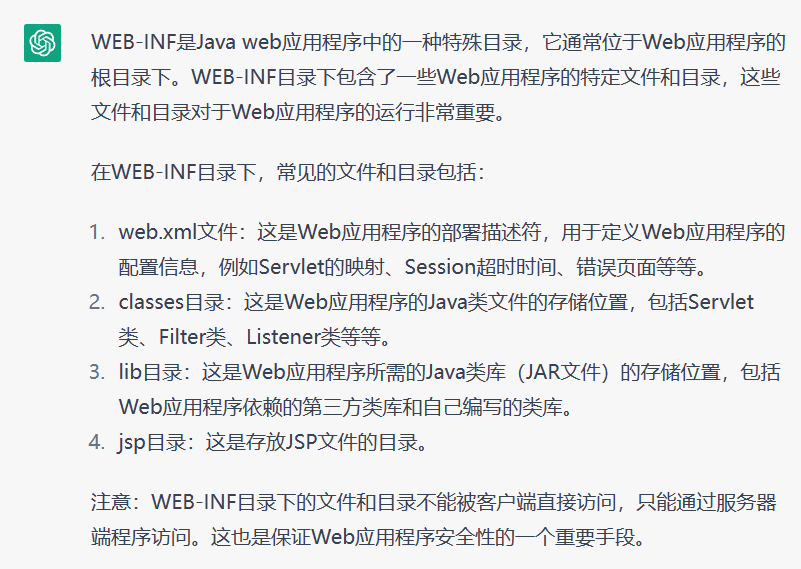 WEB-INF是Java web应用程序中的一种特殊目录，它通常位于Web应用程序的
根目录下。WEB-INF目录下包含了一些Web应用程序的特定文件和目录，这些
文件和目录对于Web应用程序的运行非常重要。
在WEB-INF目录下，常见的文件和目录包括：
1. web.xml文件：这是Web应用程序的部署描述符，用于定义Web应用程序的
配置信息，例如Servlet的映射、Session超时时间、错误页面等等。
2. classes目录：这是Web应用程序的Java类文件的存储位置，包括Servlet
类、Filter类、Listener类等等。
3. lib目录：这是Web应用程序所需的Java类库（JAR文件）的存储位置，包括
Web应用程序依赖的第三方类库和自己编写的类库。
4. jsp目录：这是存放JSP文件的目录。
注意：WEB-INF目录下的文件和目录不能被客户端直接访问，只能通过服务器
端程序访问。这也是保证Web应用程序安全性的一个重要手段。